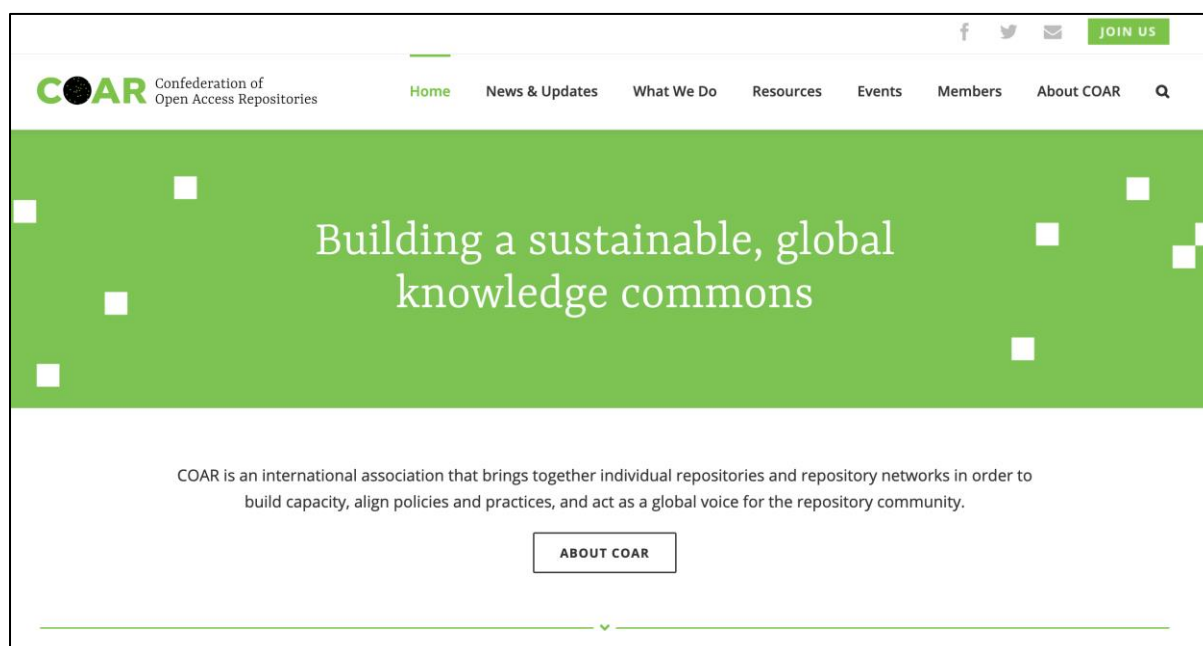 JOIN US
COAR Confederation of
Open Access Repositories
Home News & Updates What We Do Resources Events Members About COAR
Building a sustainable, global
knowledge commons
COAR is an international association that brings together individual repositories and repository networks in order to
build capacity, align policies and practices, and act as a global voice for the repository community.
ABOUT COAR